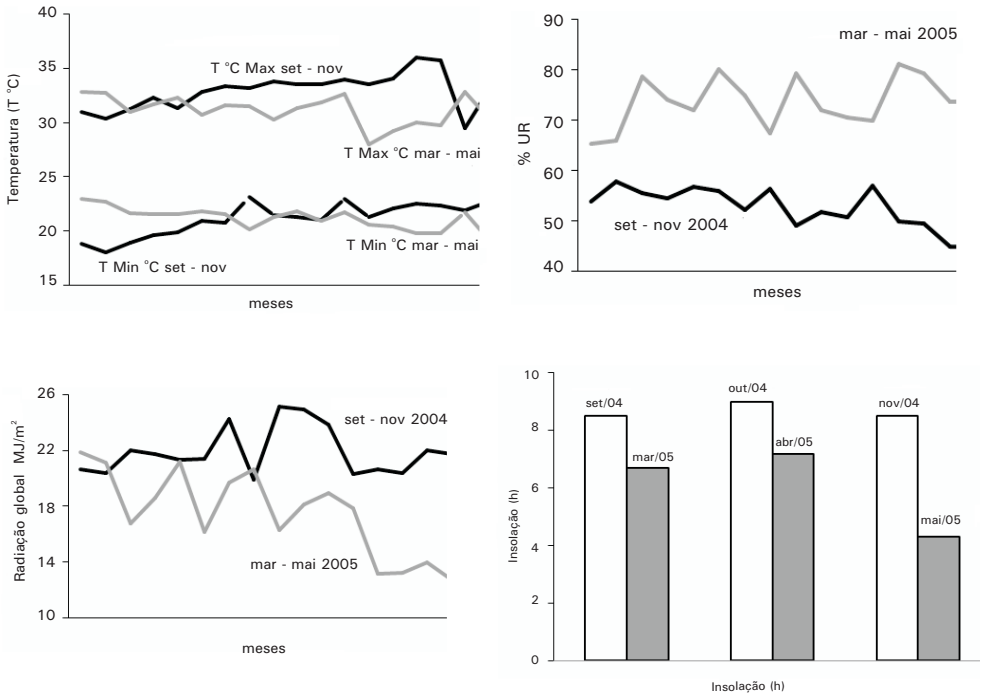 Temperatura (T °C)
40
35
30
25
20
15
T °C Max set - nov
T Max °C mar - mai
T Min °C mar - mai
T Min °C set - nov
meses
% UR
90
80
70
60
50
40
mar - mai 2005
set - nov 2004
meses
Radiação global MJ/m²
26
22
18
14
10
set - nov 2004
mar - mai 2005
meses
Insolação (h)
10
8
6
4
2
0
set/04
mar/05
out/04
abr/05
nov/04
mai/05
Insolação (h)